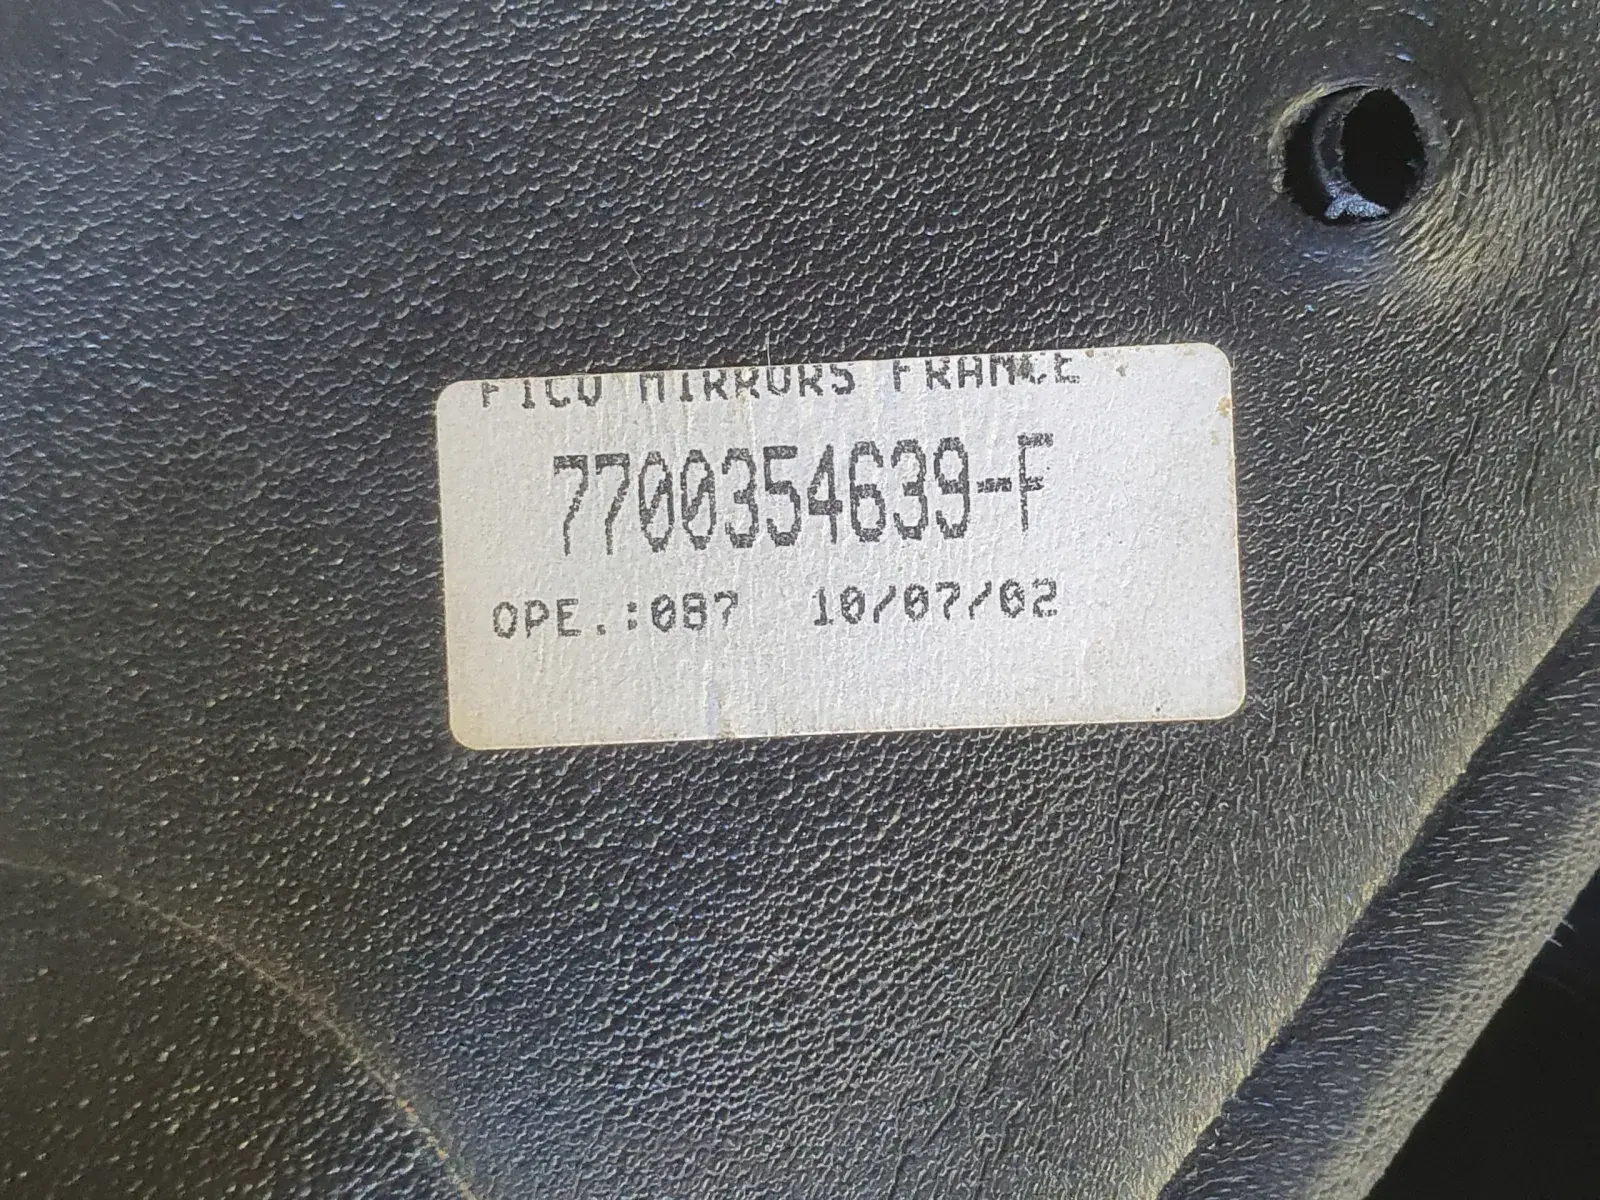 FICO MIRRORS FRANCE
7700354639-F
OPE.:087 10/07/02